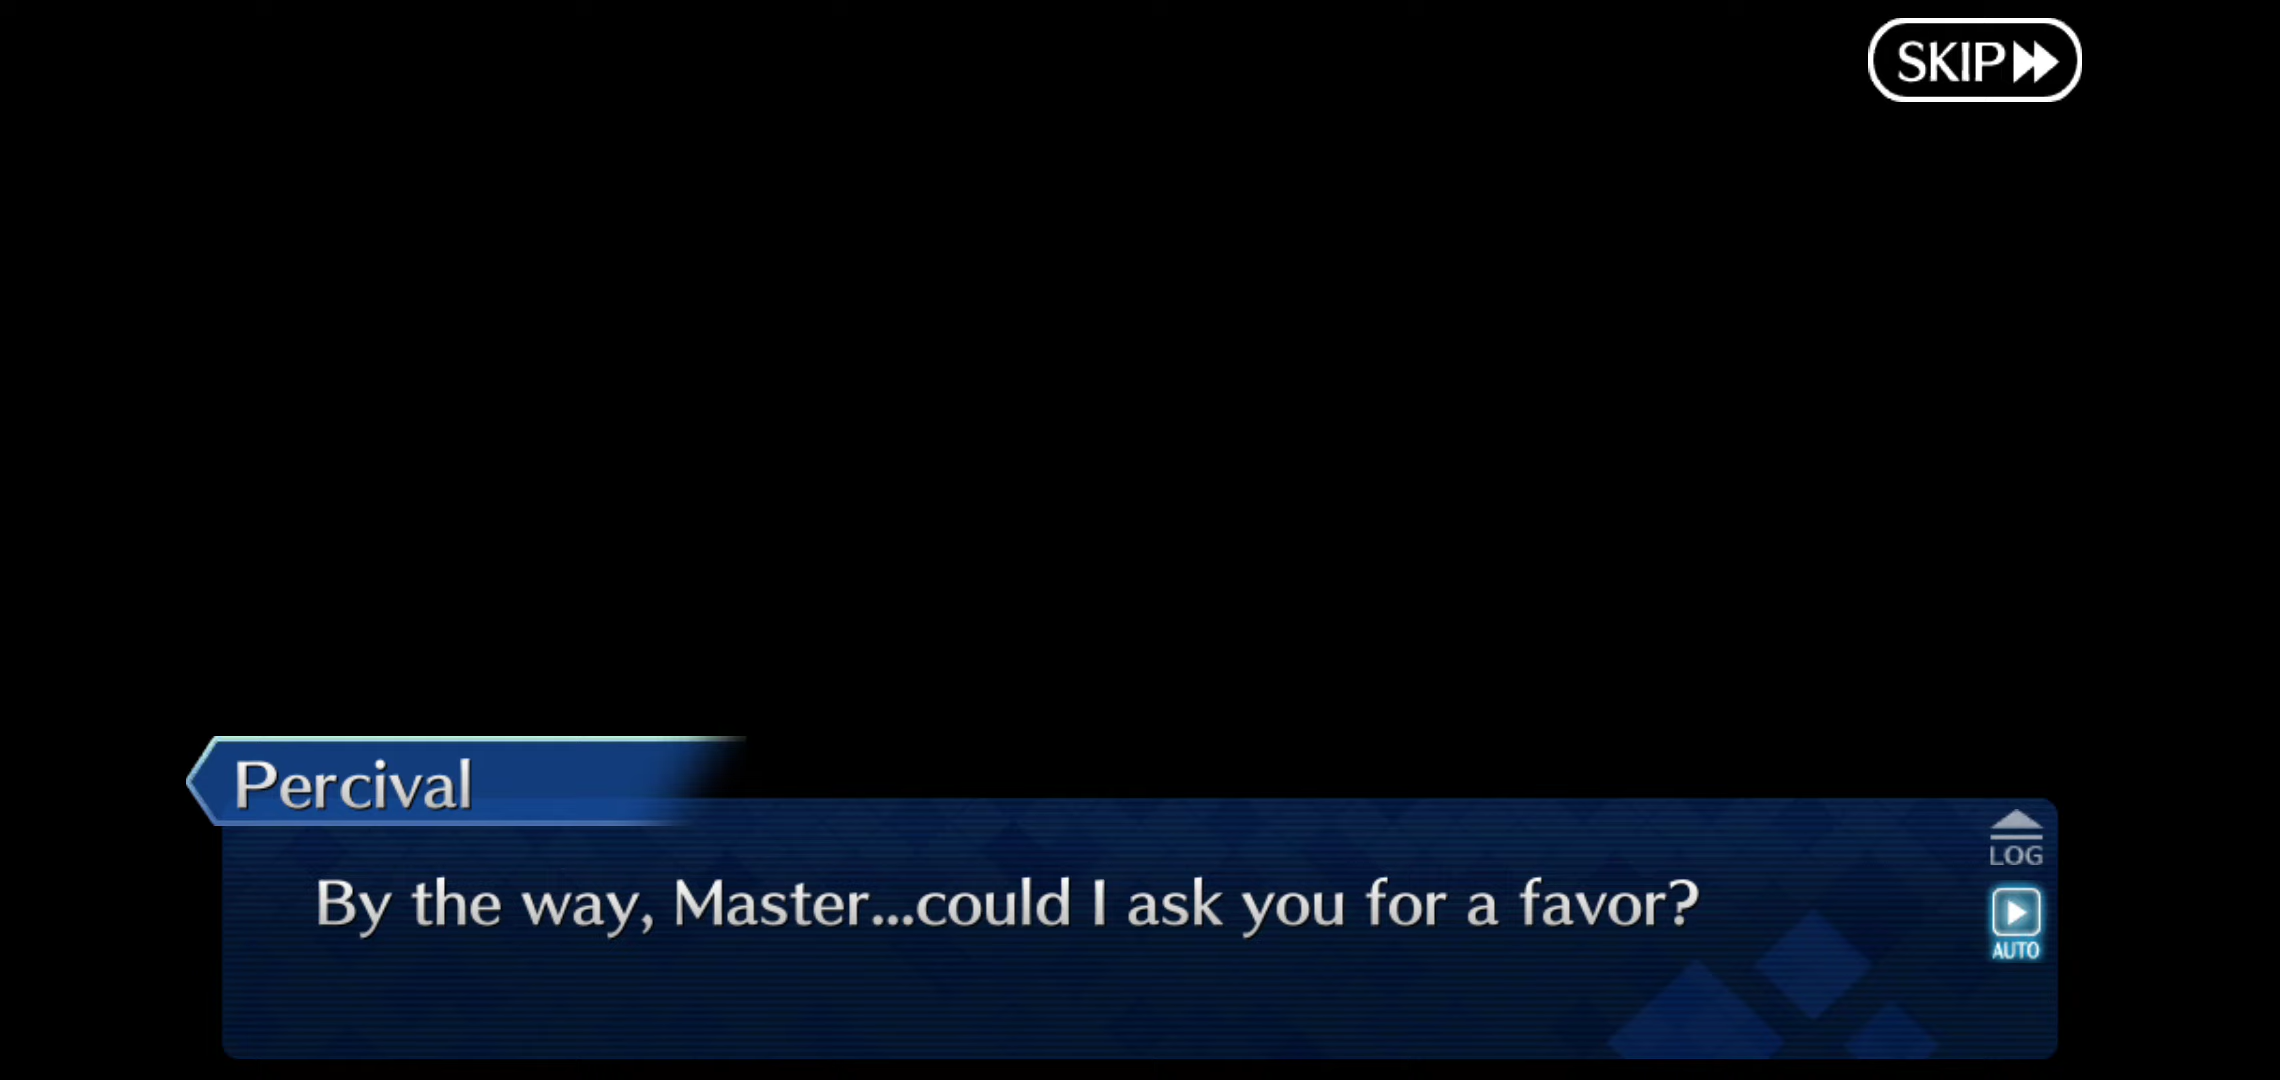 SKIP
Percival
LOG
By the way, Master...could I ask you for a favor?
AUTO